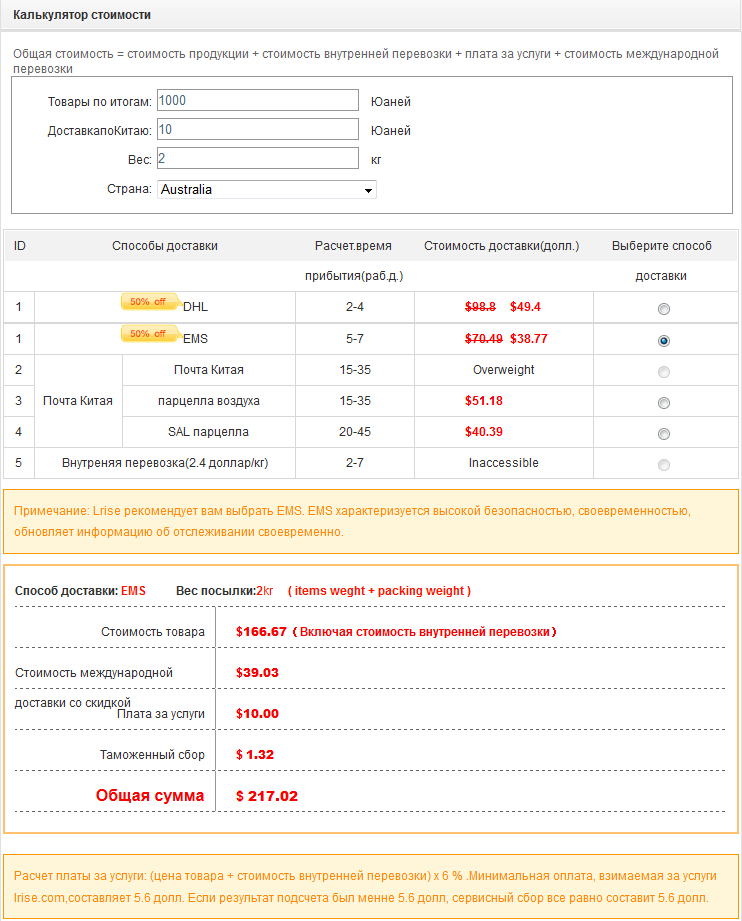 Калькулятор стоимости
Общая стоимость = стоимость продукции + стоимость внутренней перевозки + плата за услуги + стоимость международной
перевозки
Товары по итогам: 1000 Юаней
ДоставкапоКитаю: 10 Юаней
Вес: 2 кг
Страна: Australia
ID Способы доставки Расчет.время Стоимость доставки(долл.) Выберите способ
прибытия(раб.д.) доставки
1 50% off DHL 2-4 $98.8 $49.4
1 50% off EMS 5-7 $70.49 $38.77
2 Почта Китая 15-35 Overweight
3 Почта Китая парцелла воздуха 15-35 $51.18
4 SAL парцелла 20-45 $40.39
5 Внутреняя перевозка(2.4 доллар/кг) 2-7 Inaccessible
Примечание: Lrise рекомендует вам выбрать EMS. EMS характеризуется высокой безопасностью, своевременностью,
обновляет информацию об отслеживании своевременно.
Способ доставки: EMS Вес посылки:2кг ( items weght + packing weight )
Стоимость товара $166.67 ( Включая стоимость внутренней перевозки )
Стоимость международной $39.03
доставки со скидкой
Плата за услуги $10.00
Таможенный сбор $ 1.32
Общая сумма $ 217.02
Расчет платы за услуги: (цена товара + стоимость внутренней перевозки) x 6 % .Минимальная оплата, взимаемая за услуги
lrise.com,составляет 5.6 долл. Если результат подсчета был менне 5.6 долл, сервисный сбор все равно составит 5.6 долл.